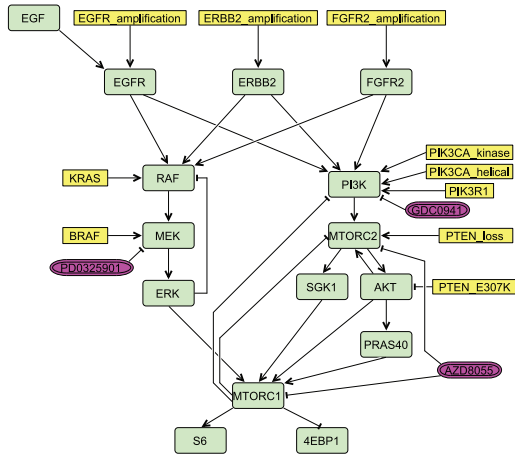 EGF
EGFR_amplification
ERBB2_amplification
FGFR2_amplification
EGFR
ERBB2
FGFR2
PIK3CA_kinase
PIK3CA_helical
KRAS
RAF
PI3K
PIK3R1
GDC0941
BRAF
MEK
MTORC2
PTEN_loss
PD0325901
ERK
SGK1
AKT
PTEN_E307K
PRAS40
AZD8055
MTORC1
S6
4EBP1